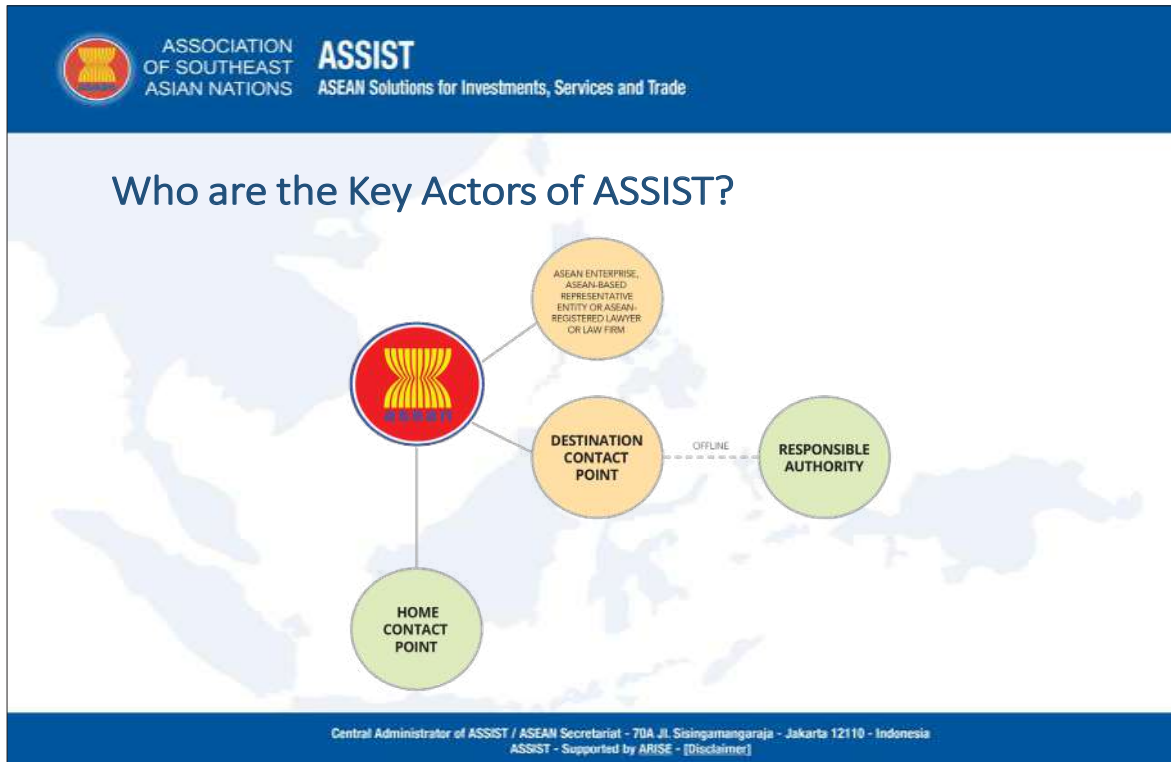 ASSOCIATION
OF SOUTHEAST
ASIAN NATIONS
ASSIST
ASEAN Solutions for Investments, Services and Trade
Who are the Key Actors of ASSIST?
ASEAN ENTERPRISE,
ASEAN-BASED
REPRESENTATIVE
ENTITY OR ASEAN-
REGISTERED LAWYER
OR LAW FIRM
asean
DESTINATION
CONTACT
POINT
OFFLINE
RESPONSIBLE
AUTHORITY
HOME
CONTACT
POINT
Central Administrator of ASSIST / ASEAN Secretariat - 70A Jl. Sisingamangaraja - Jakarta 12110 - Indonesia
ASSIST - Supported by ARISE - [Disclaimer]